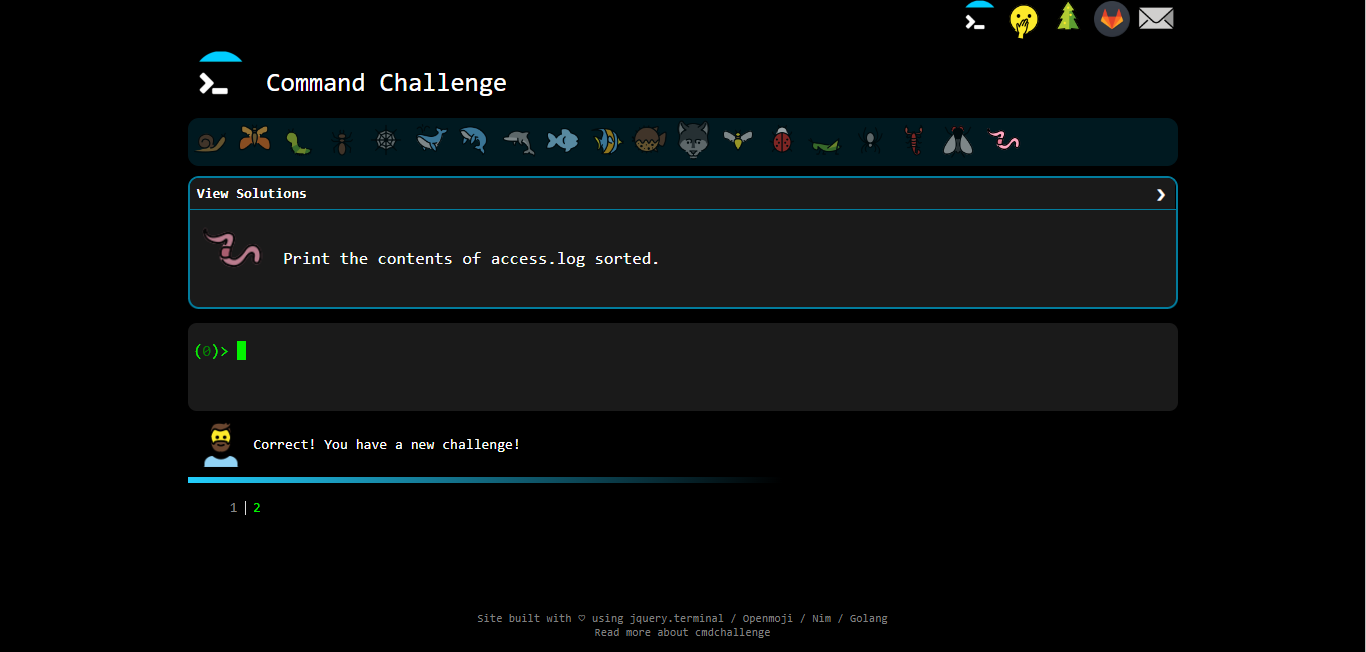 Command Challenge
View Solutions
Print the contents of access.log sorted.
(0)>
Correct! You have a new challenge!
1 | 2
Site built with ♡ using jquery.terminal / Openmoji / Nim / Golang
Read more about cmdchallenge